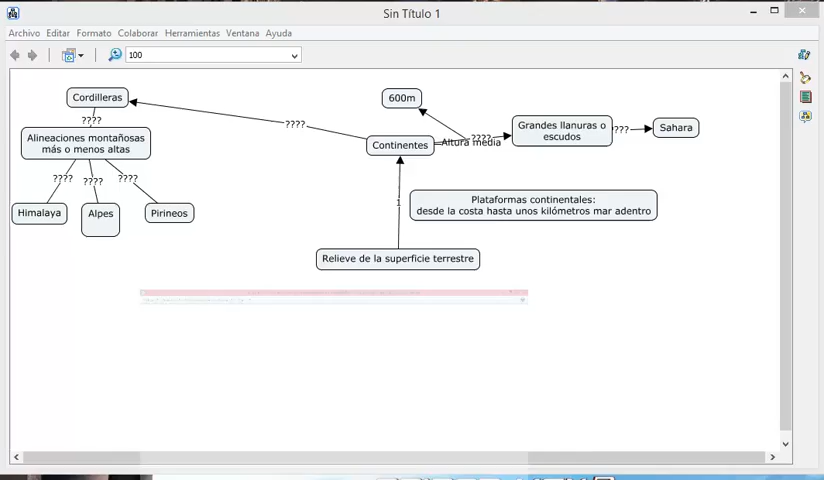 Sin Título 1
Archivo Editar Formato Colaborar Herramientas Ventana Ayuda
100
Cordilleras
600m
????
????
Grandes llanuras o
escudos
Sahara
????
????
Altura media
Alineaciones montañosas
más o menos altas
Continentes
????
????
????
Himalaya
Alpes
Pirineos
1
Plataformas continentales:
desde la costa hasta unos kilómetros mar adentro
Relieve de la superficie terrestre